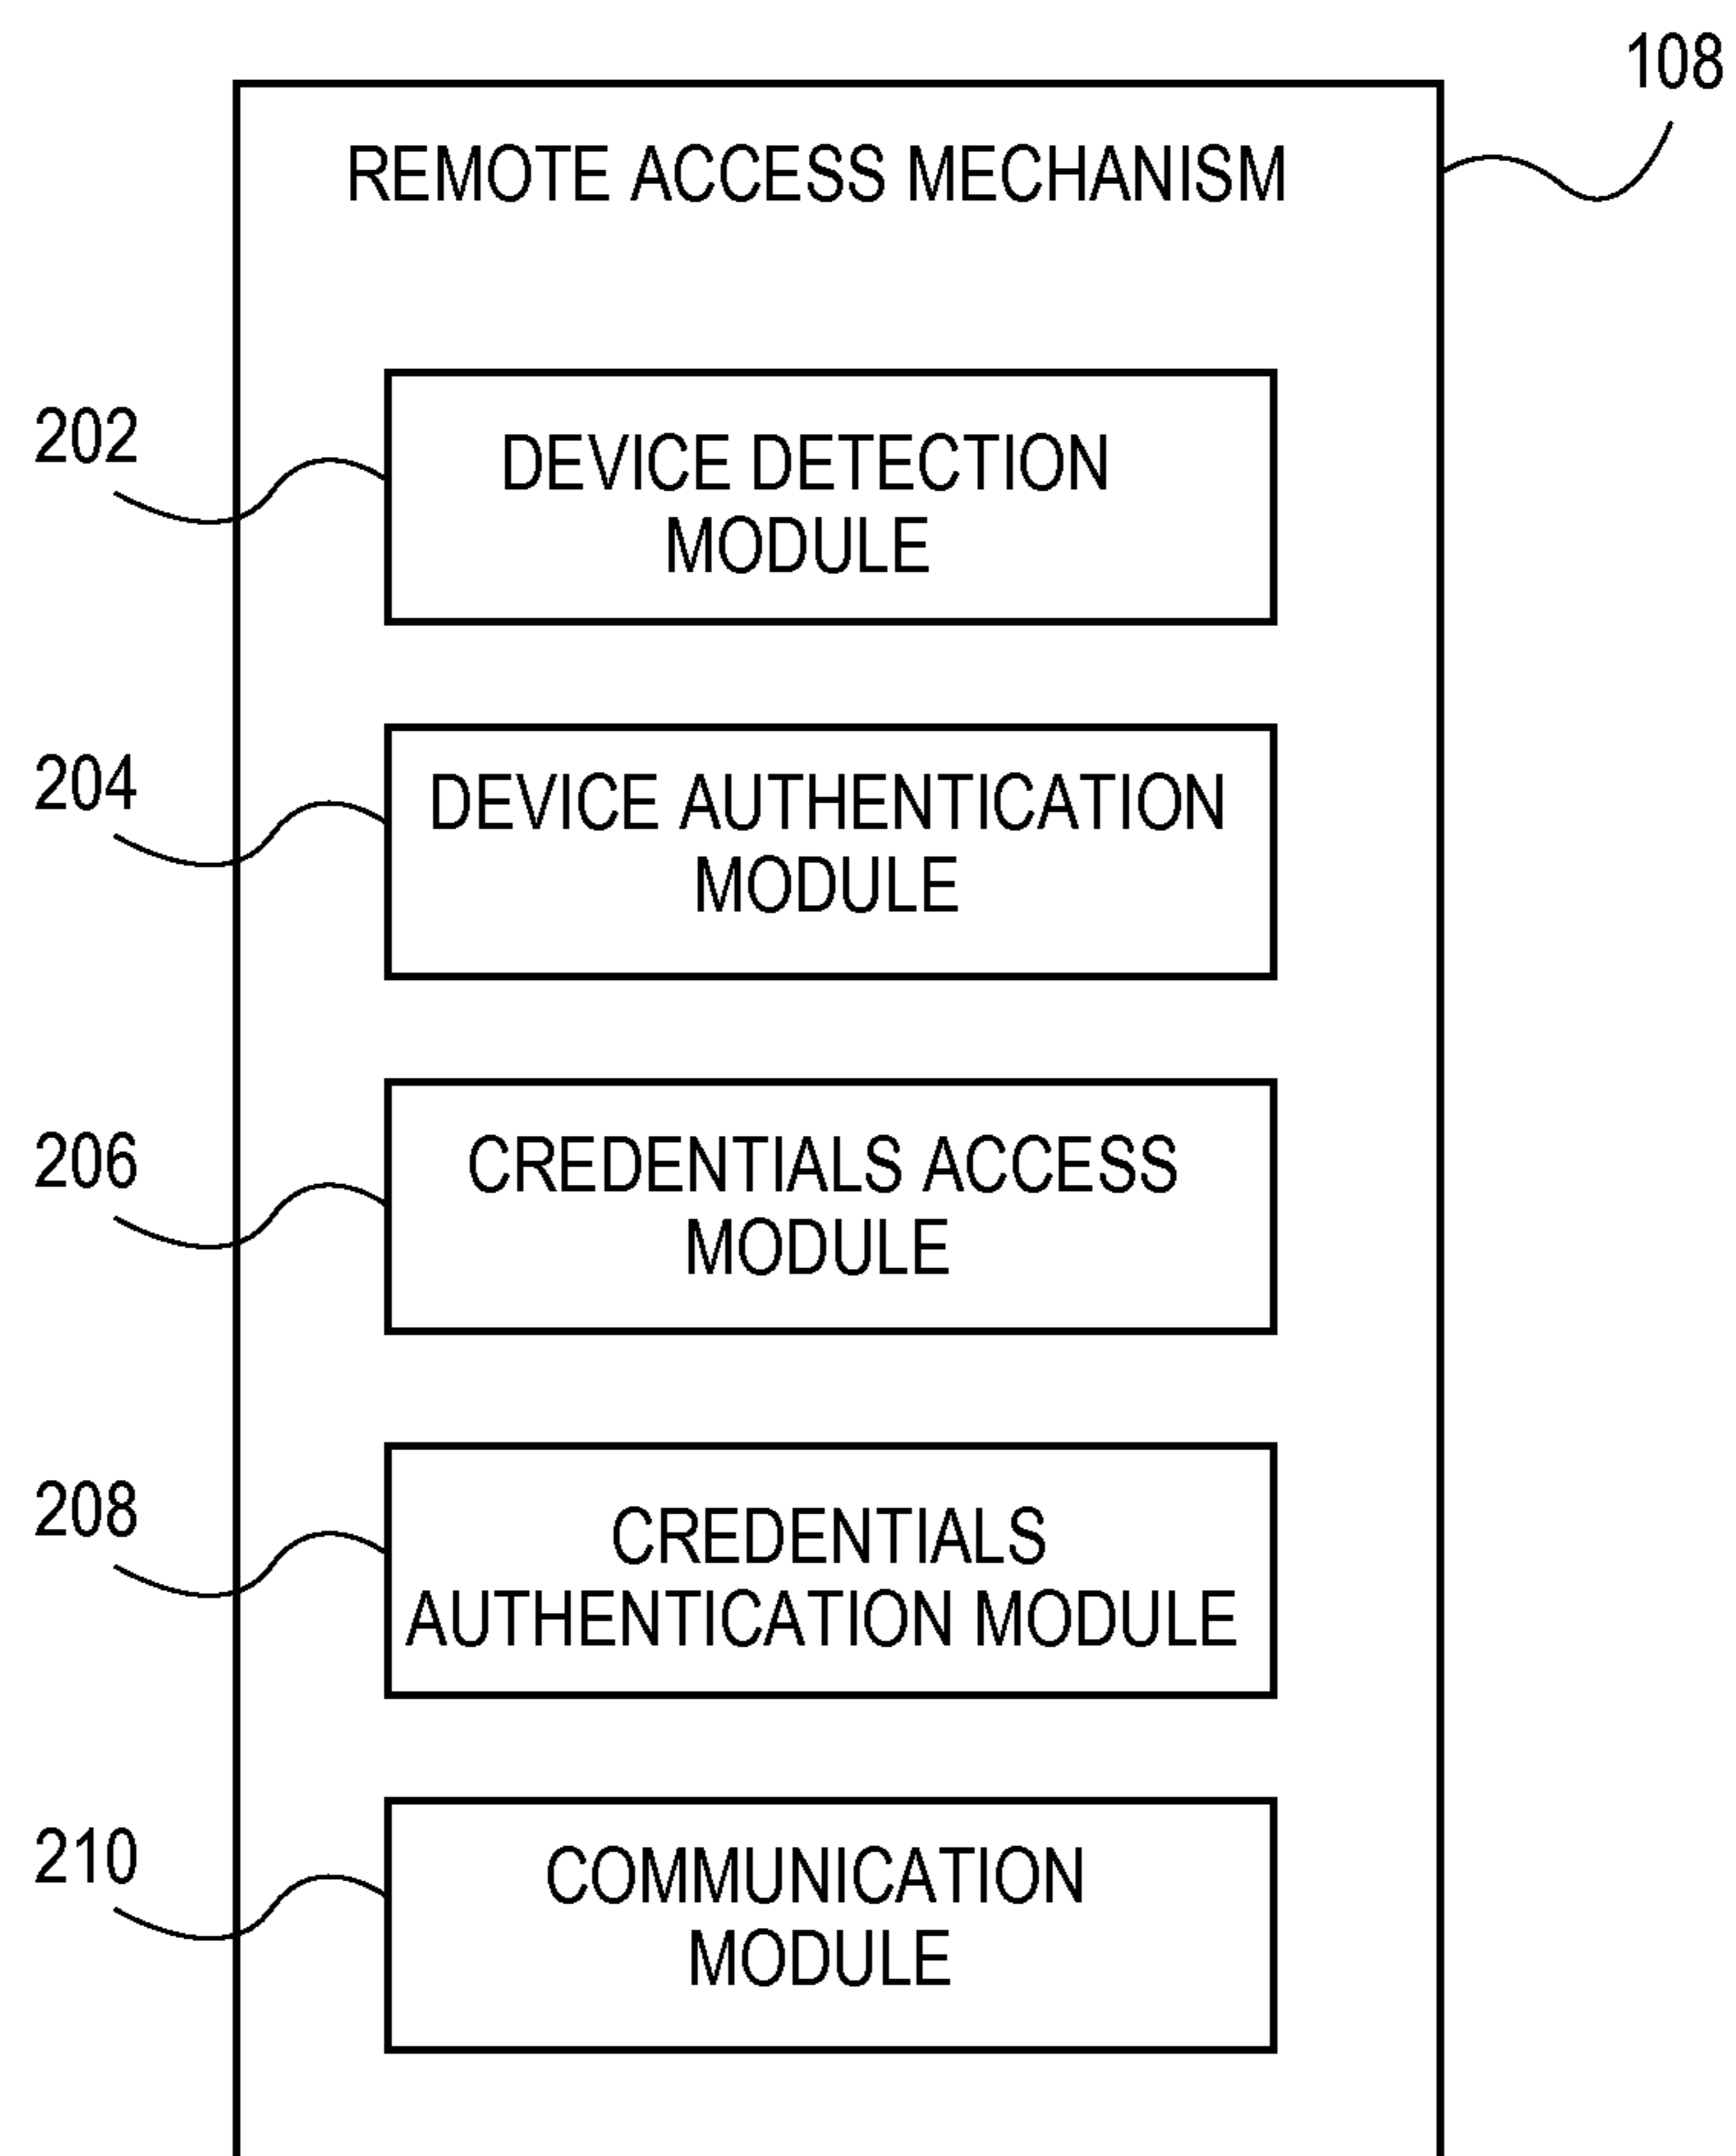 108
REMOTE ACCESS MECHANISM
202
DEVICE DETECTION
MODULE
204
DEVICE AUTHENTICATION
MODULE
206
CREDENTIALS ACCESS
MODULE
208
CREDENTIALS
AUTHENTICATION MODULE
210
COMMUNICATION
MODULE